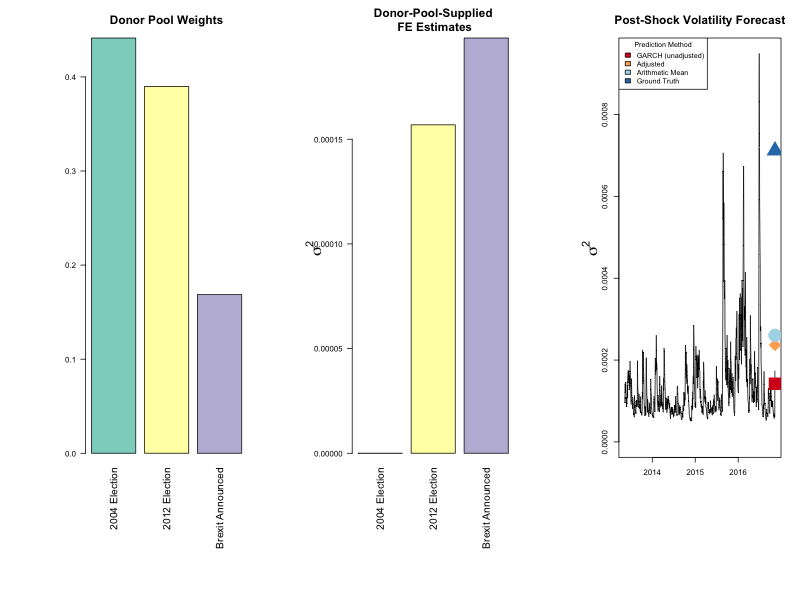 Donor Pool Weights
0.4
0.3
0.2
0.1
0.0
2004 Election
2012 Election
Brexit Announced
Donor-Pool-Supplied
FE Estimates
σ2
0.00015
0.00010
0.00005
0.00000
2004 Election
2012 Election
Brexit Announced
Post-Shock Volatility Forecast
σ2
0.0008
0.0006
0.0004
0.0002
0.0000
Prediction Method
GARCH (unadjusted)
Adjusted
Arithmetic Mean
Ground Truth
2014
2015
2016